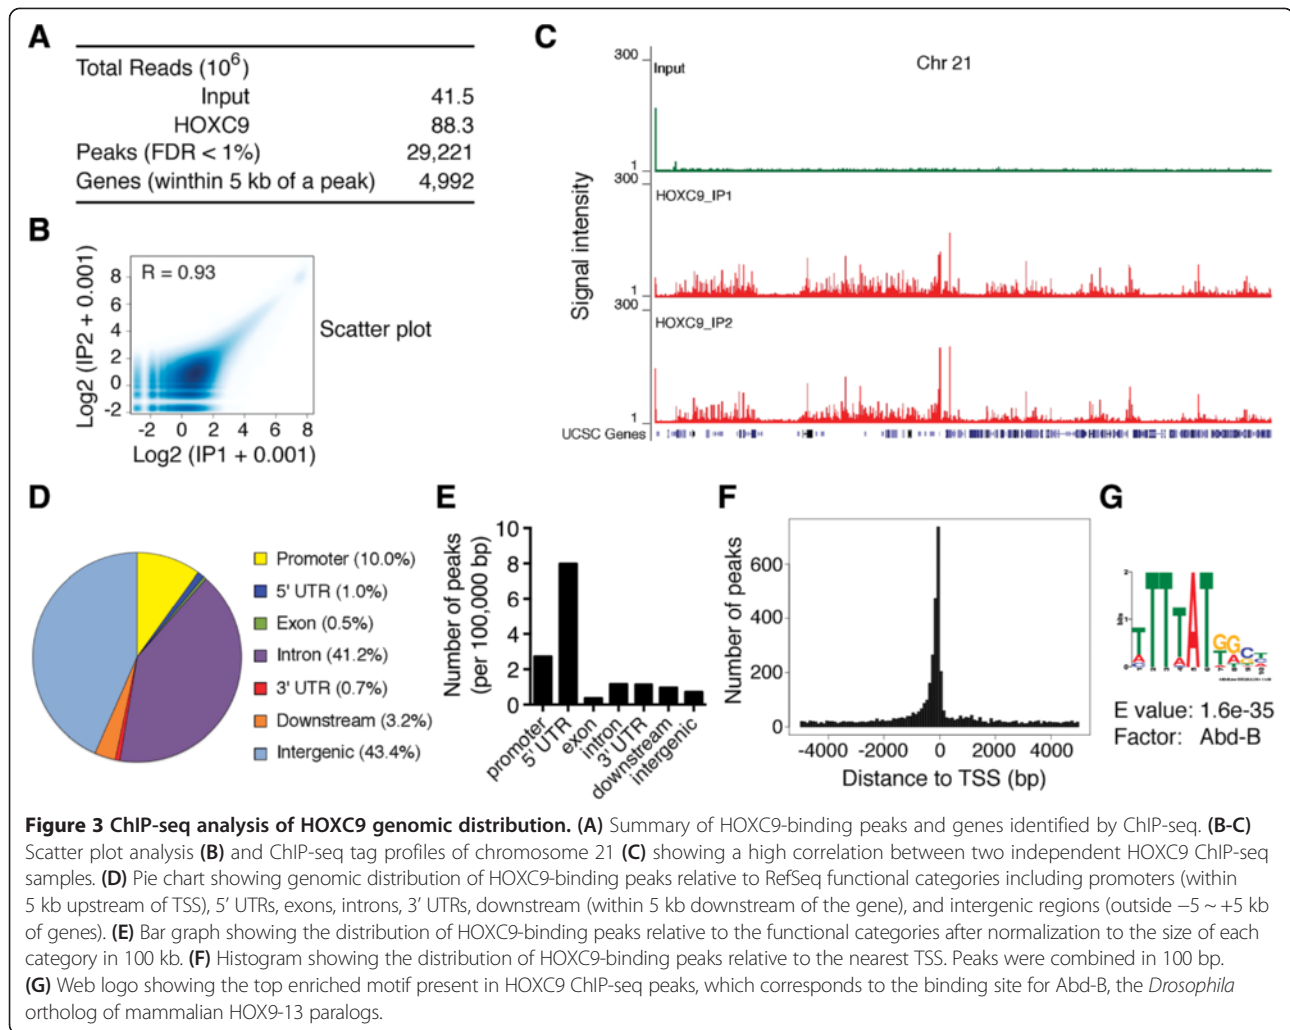 A
Total Reads (10^6)
Input 41.5
HOXC9 88.3
Peaks (FDR < 1%) 29,221
Genes (winthin 5 kb of a peak) 4,992
B
R = 0.93
8
6
4
2
0
-2
-2 0 2 4 6 8
Log2 (IP2 + 0.001)
Log2 (IP1 + 0.001)
Scatter plot
C
Chr 21
Signal intensity
300
Input
1
300
HOXC9_IP1
1
300
HOXC9_IP2
1
UCSC Genes
D
Promoter (10.0%)
5' UTR (1.0%)
Exon (0.5%)
Intron (41.2%)
3' UTR (0.7%)
Downstream (3.2%)
Intergenic (43.4%)
E
Number of peaks
(per 100,000 bp)
10
8
6
4
2
0
promoter
5' UTR
exon
intron
3' UTR
downstream
intergenic
F
Number of peaks
600
400
200
0
-4000 -2000 0 2000 4000
Distance to TSS (bp)
G
bits
E value: 1.6e-35
Factor: Abd-B
Figure 3 ChIP-seq analysis of HOXC9 genomic distribution. (A) Summary of HOXC9-binding peaks and genes identified by ChIP-seq. (B-C)
Scatter plot analysis (B) and ChIP-seq tag profiles of chromosome 21 (C) showing a high correlation between two independent HOXC9 ChIP-seq
samples. (D) Pie chart showing genomic distribution of HOXC9-binding peaks relative to RefSeq functional categories including promoters (within
5 kb upstream of TSS), 5′ UTRs, exons, introns, 3′ UTRs, downstream (within 5 kb downstream of the gene), and intergenic regions (outside −5 ~ +5 kb
of genes). (E) Bar graph showing the distribution of HOXC9-binding peaks relative to the functional categories after normalization to the size of each
category in 100 kb. (F) Histogram showing the distribution of HOXC9-binding peaks relative to the nearest TSS. Peaks were combined in 100 bp.
(G) Web logo showing the top enriched motif present in HOXC9 ChIP-seq peaks, which corresponds to the binding site for Abd-B, the Drosophila
ortholog of mammalian HOX9-13 paralogs.